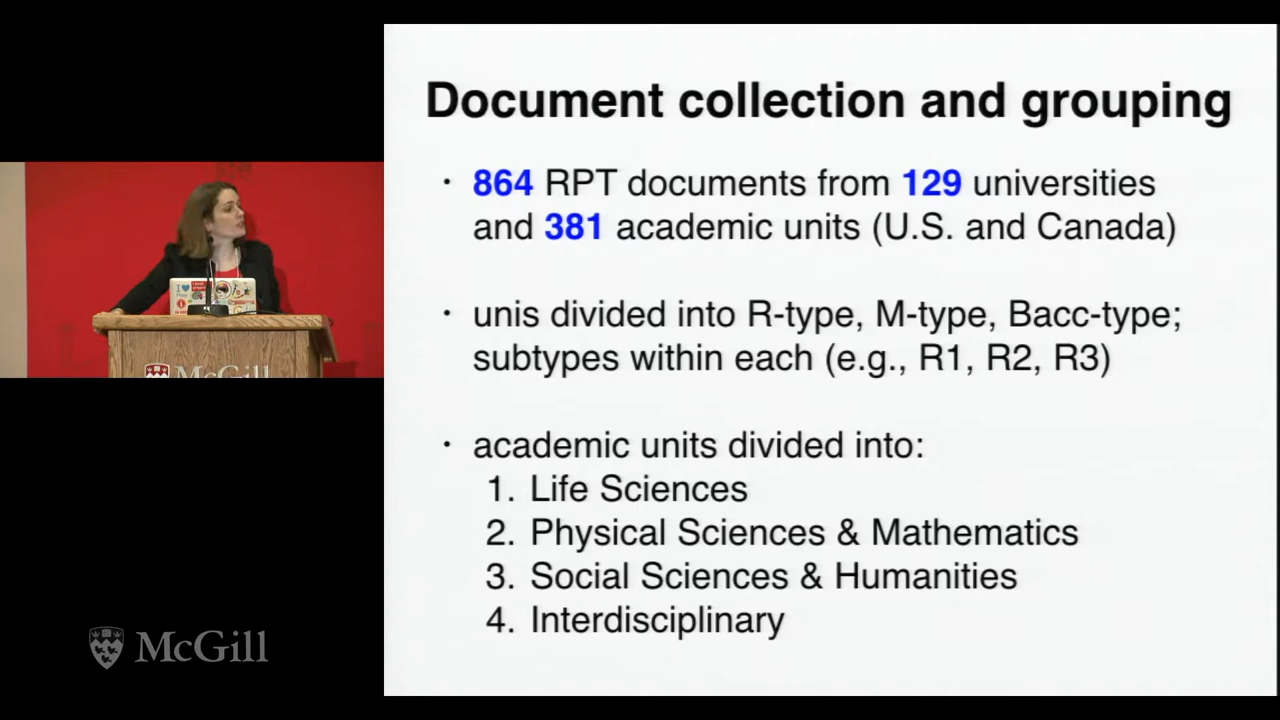 Document collection and grouping
· 864 RPT documents from 129 universities
and 381 academic units (U.S. and Canada)
· unis divided into R-type, M-type, Bacc-type;
subtypes within each (e.g., R1, R2, R3)
· academic units divided into:
1. Life Sciences
2. Physical Sciences & Mathematics
3. Social Sciences & Humanities
4. Interdisciplinary
McGill
McGill